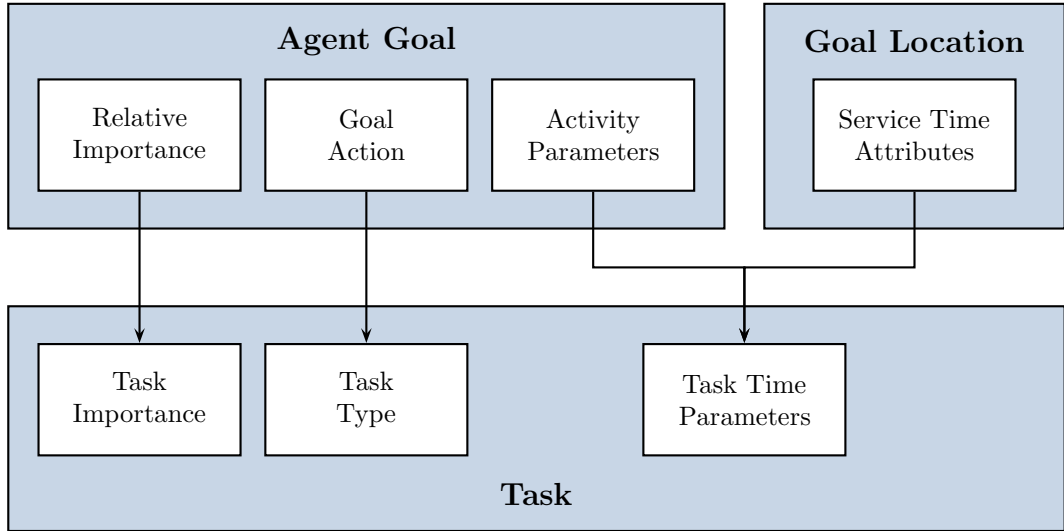 Agent Goal
Goal Location
Relative
Importance
Goal
Action
Activity
Parameters
Service Time
Attributes
Task
Importance
Task
Type
Task Time
Parameters
Task